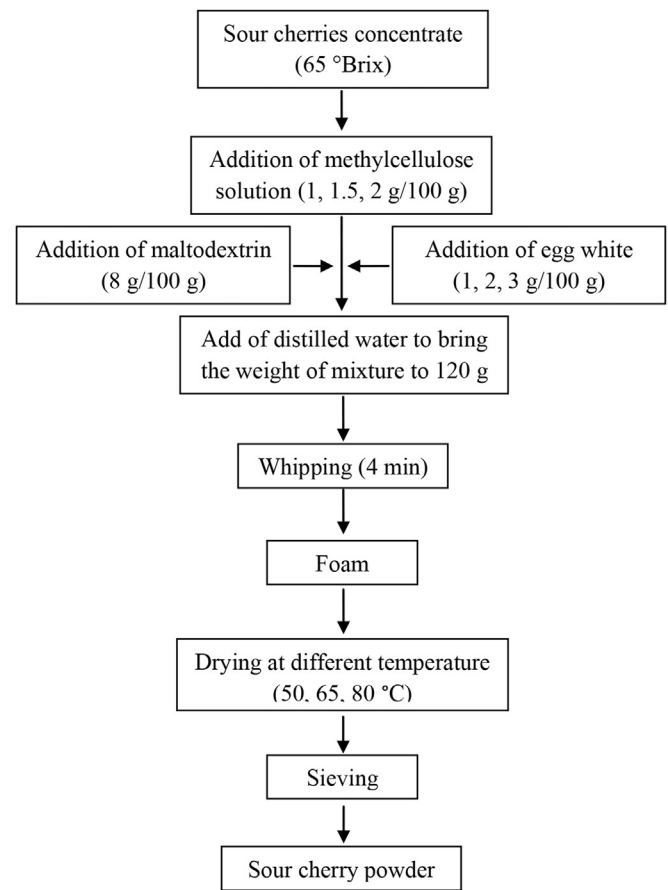 Sour cherries concentrate
(65 °Brix)
Addition of methylcellulose
solution (1, 1.5, 2 g/100 g)
Addition of maltodextrin
(8 g/100 g)
Addition of egg white
(1, 2, 3 g/100 g)
Add of distilled water to bring
the weight of mixture to 120 g
Whipping (4 min)
Foam
Drying at different temperature
(50, 65, 80 °C)
Sieving
Sour cherry powder